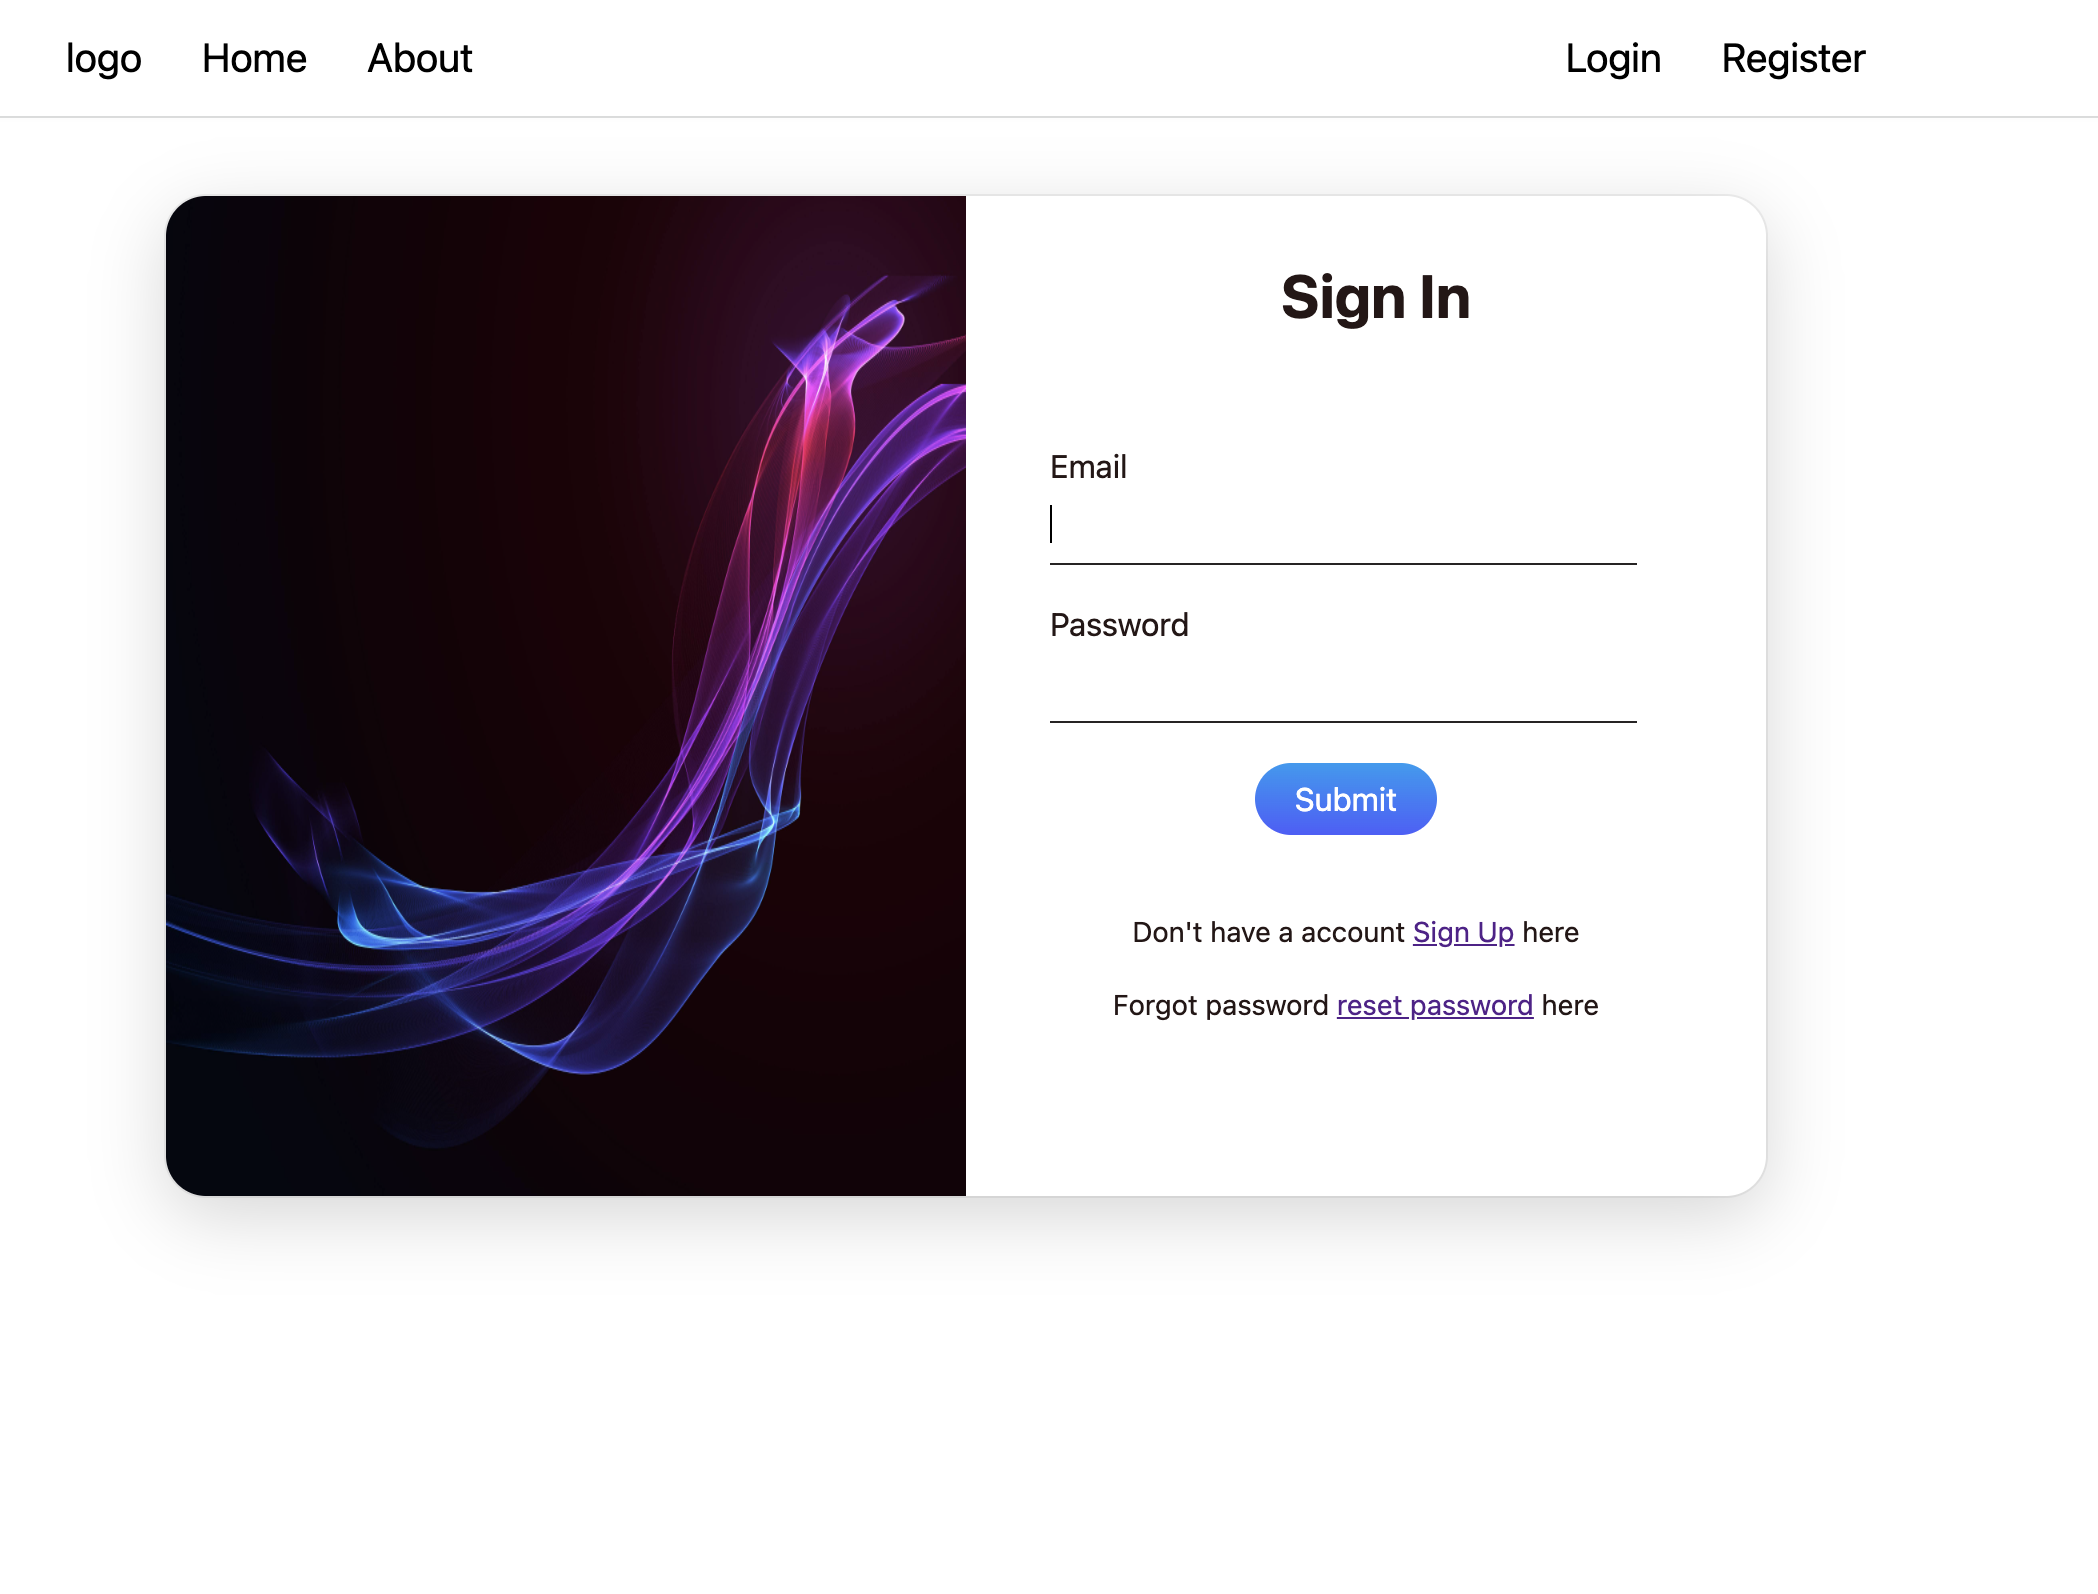 logo Home About Login Register
Sign In
Email
Password
Submit
Don't have a account Sign Up here
Forgot password reset password here